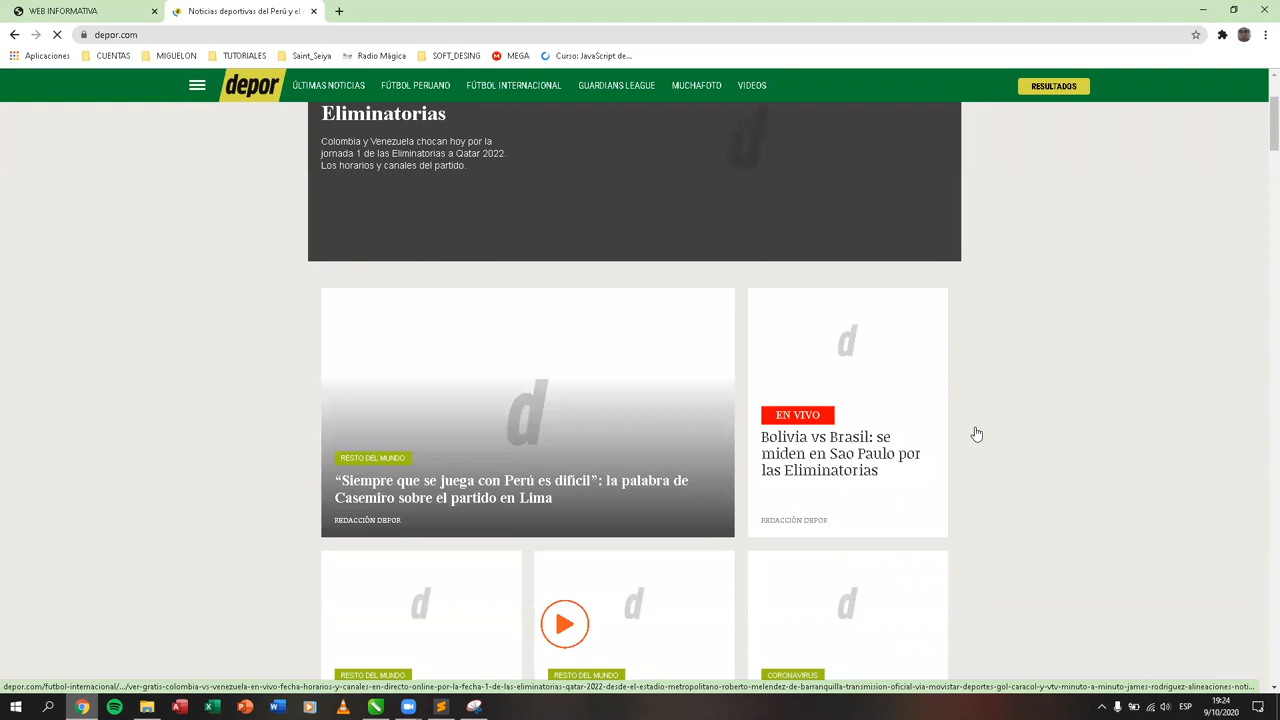 WEB INFORMATIVA
Noticias deportivas del Perú y el
depor.com
Aplicaciones CUENTAS MIGUELON TUTORIALES Saint_Seiya Radio Mágica SOFT_DESING MEGA Curso: JavaScript de...
depor ÚLTIMAS NOTICIAS FÚTBOL PERUANO FÚTBOL INTERNACIONAL GUARDIANS LEAGUE MUCHAFOTO VIDEOS RESULTADOS
Eliminatorias
Colombia y Venezuela chocan hoy por la
jornada 1 de las Eliminatorias a Qatar 2022.
Los horarios y canales del partido.
d
d
RESTO DEL MUNDO
“Siempre que se juega con Perú es difícil”: la palabra de
Casemiro sobre el partido en Lima
REDACCIÓN DEPOR
EN VIVO
Bolivia vs Brasil: se
miden en Sao Paulo por
las Eliminatorias
REDACCIÓN DEPOR
d d d
RESTO DEL MUNDO RESTO DEL MUNDO CORONAVIRUS
depor.com/futbol-internacional/.../ver-gratis-colombia-vs-venezuela-en-vivo-fecha-horarios-y-canales-en-directo-online-por-la-fecha-1-de-las-eliminatorias-qatar-2022-desde-el-estadio-metropolitano-roberto-melendez-de-barranquilla-transmision-oficial-via-movistar-deportes-gol-caracol-y-vtv-minuto-a-minuto-james-rodriguez-alineaciones-noti...
ESP 19:24
9/10/2020